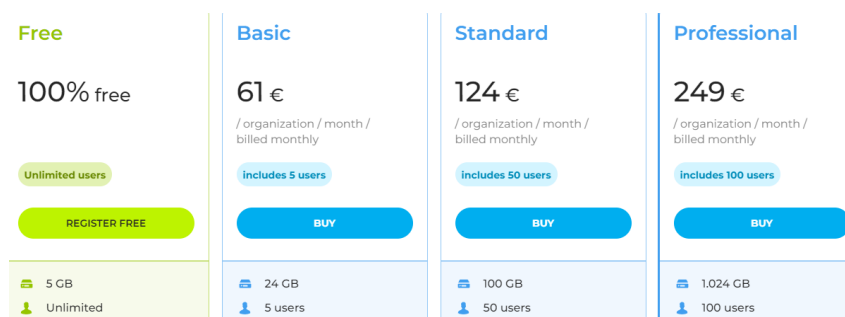 Free
100% free
Unlimited users
REGISTER FREE
5 GB
Unlimited
Basic
61 €
/ organization / month /
billed monthly
includes 5 users
BUY
24 GB
5 users
Standard
124 €
/ organization / month /
billed monthly
includes 50 users
BUY
100 GB
50 users
Professional
249 €
/ organization / month /
billed monthly
includes 100 users
BUY
1.024 GB
100 users